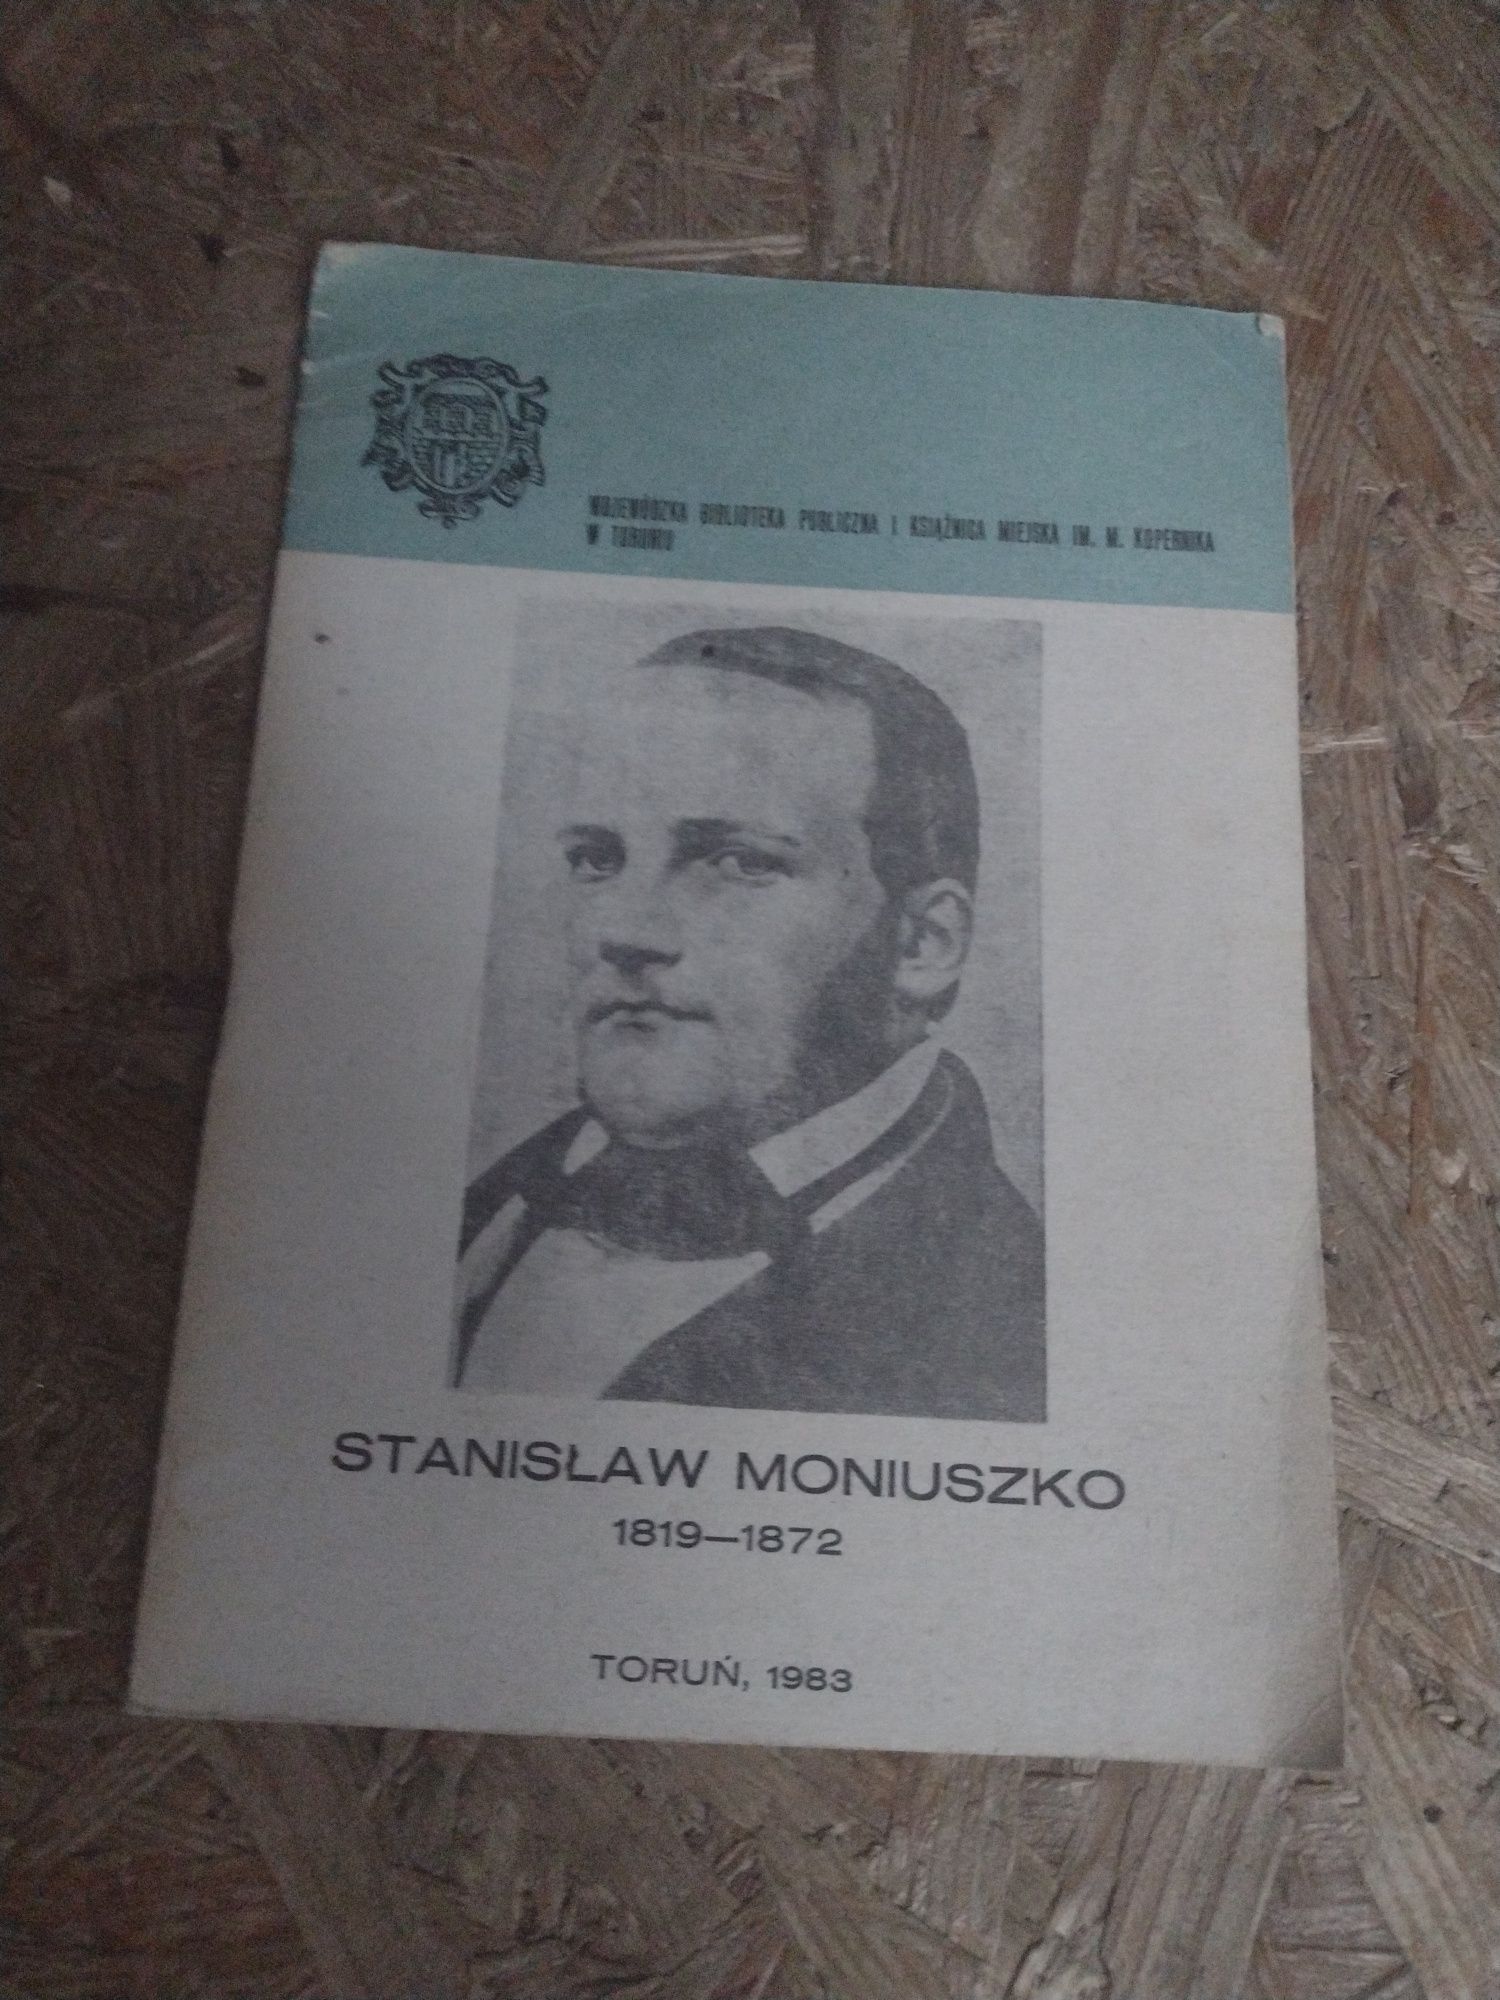 WOJEWÓDZKA BIBLIOTEKA PUBLICZNA I KSIĄŻNICA MIEJSKA IM. M. KOPERNIKA
W TORUNIU
STANISŁAW MONIUSZKO
1819—1872
TORUŃ, 1983